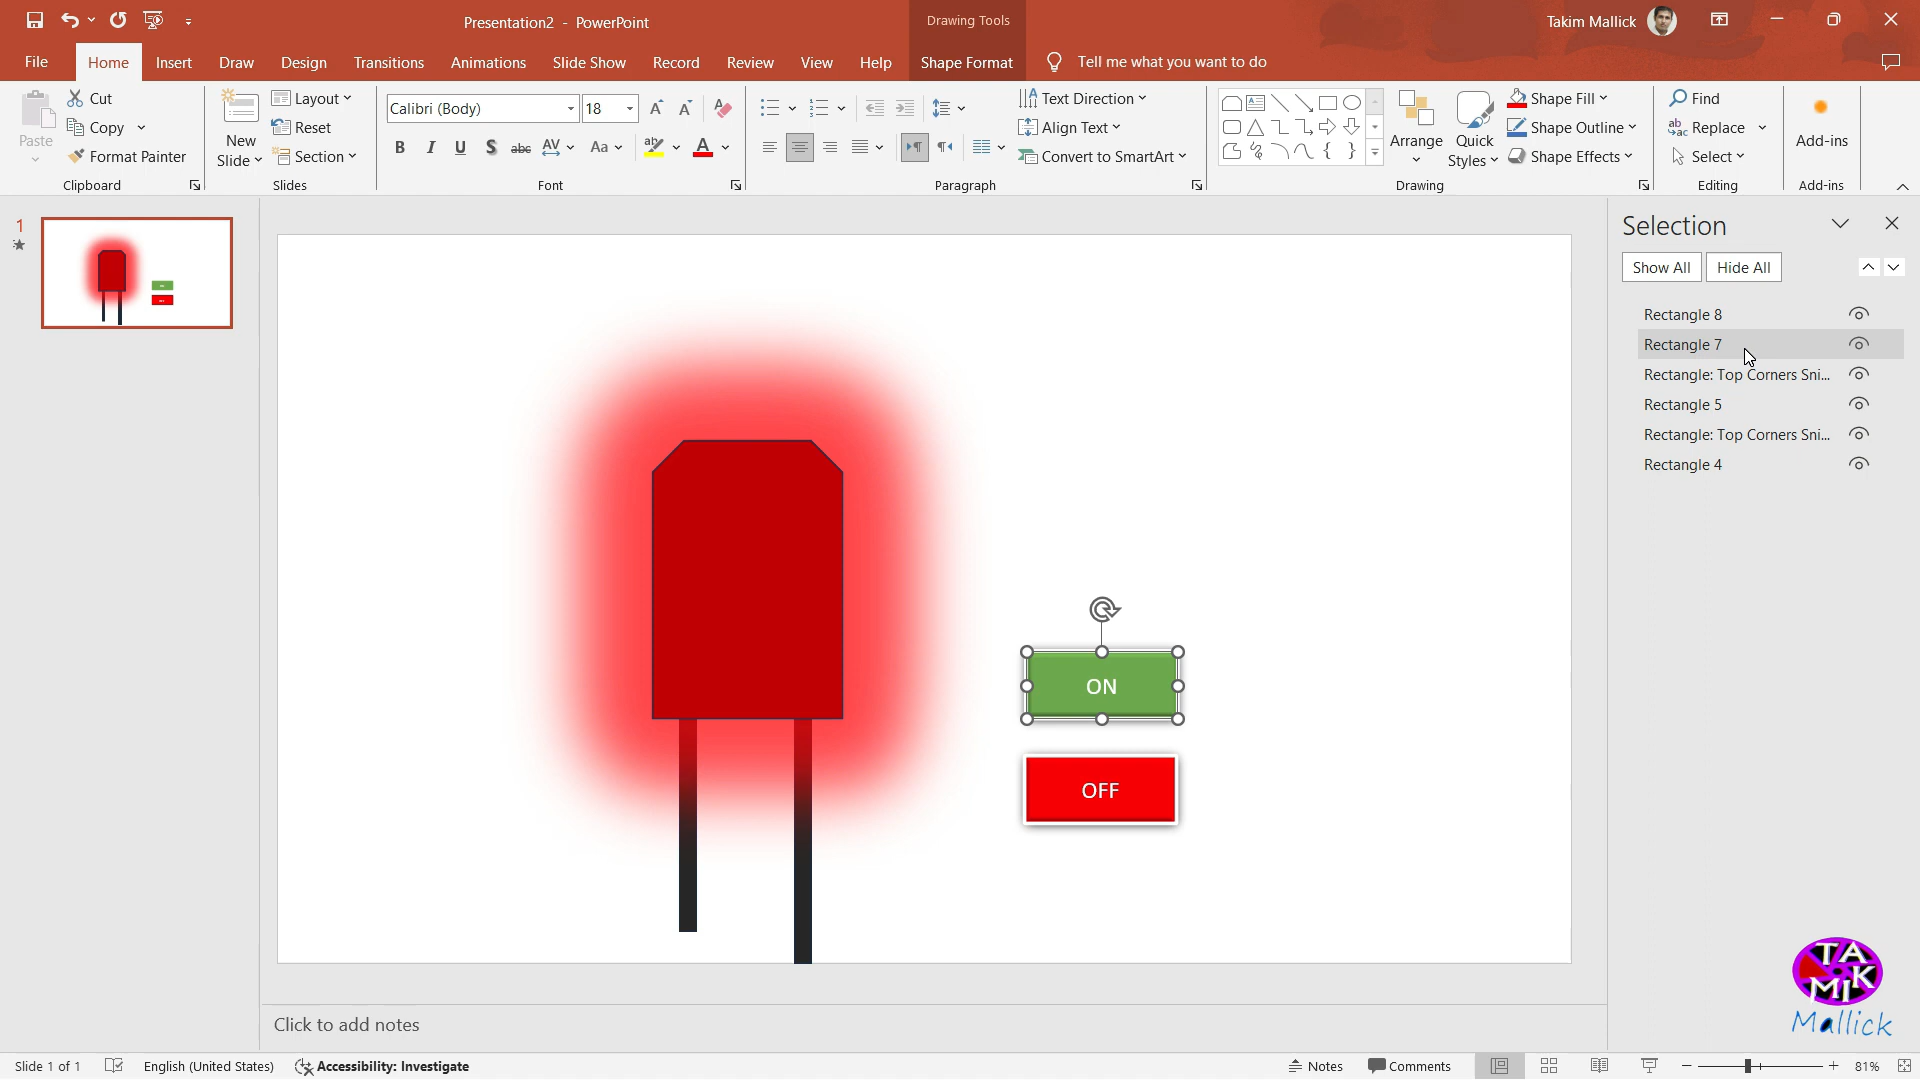 Presentation2 - PowerPoint
Drawing Tools
Takim Mallick
File
Home
Insert
Draw
Design
Transitions
Animations
Slide Show
Record
Review
View
Help
Shape Format
Tell me what you want to do
Paste
Cut
Copy
Format Painter
Clipboard
New
Slide
Layout
Reset
Section
Slides
Calibri (Body)
18
B I U S abc AV Aa A
Font
Text Direction
Align Text
Convert to SmartArt
Paragraph
Arrange
Quick
Styles
Shape Fill
Shape Outline
Shape Effects
Drawing
Find
Replace
Select
Editing
Add-ins
Add-ins
1
ON
OFF
Selection
Show All
Hide All
Rectangle 8
Rectangle 7
Rectangle: Top Corners Sni...
Rectangle 5
Rectangle: Top Corners Sni...
Rectangle 4
TAKMIK
Mallick
Click to add notes
Slide 1 of 1
English (United States)
Accessibility: Investigate
Notes
Comments
81%